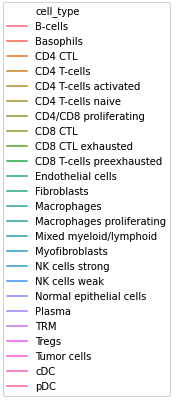 cell_type
B-cells
Basophils
CD4 CTL
CD4 T-cells
CD4 T-cells activated
CD4 T-cells naive
CD4/CD8 proliferating
CD8 CTL
CD8 CTL exhausted
CD8 T-cells preexhausted
Endothelial cells
Fibroblasts
Macrophages
Macrophages proliferating
Mixed myeloid/lymphoid
Myofibroblasts
NK cells strong
NK cells weak
Normal epithelial cells
Plasma
TRM
Tregs
Tumor cells
cDC
pDC